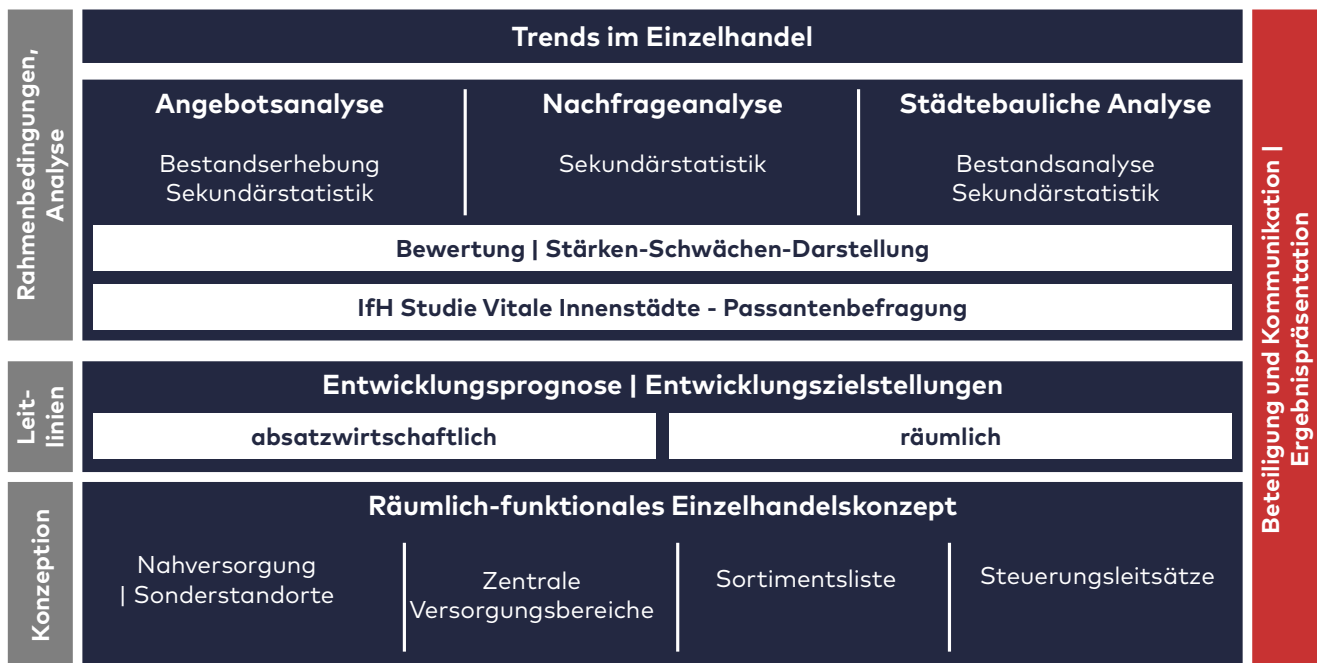 Rahmenbedingungen,
Analyse
Trends im Einzelhandel
Angebotsanalyse
Bestandserhebung
Sekundärstatistik
Nachfrageanalyse
Sekundärstatistik
Städtebauliche Analyse
Bestandsanalyse
Sekundärstatistik
Bewertung | Stärken-Schwächen-Darstellung
IfH Studie Vitale Innenstädte - Passantenbefragung
Leit-
linien
Entwicklungsprognose | Entwicklungszielstellungen
absatzwirtschaftlich
räumlich
Konzeption
Räumlich-funktionales Einzelhandelskonzept
Nahversorgung
| Sonderstandorte
Zentrale
Versorgungsbereiche
Sortimentsliste
Steuerungsleitsätze
Beteiligung und Kommunikation |
Ergebnispräsentation